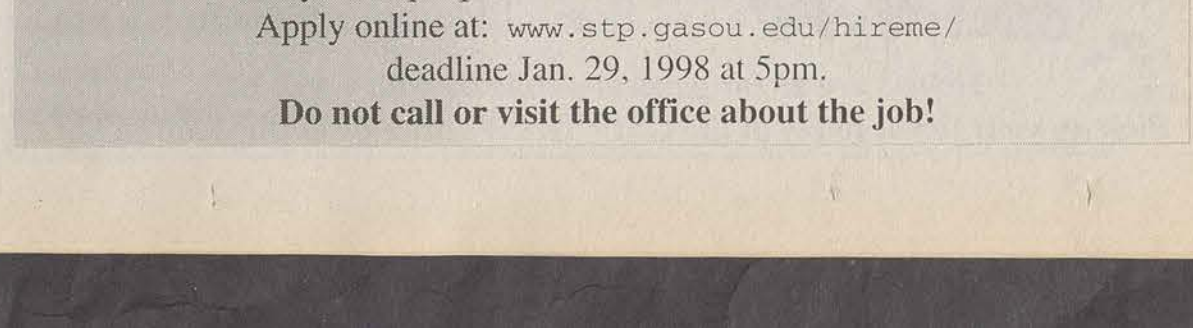 Apply online at: www.stp.gasou.edu/hireme/
deadline Jan. 29, 1998 at 5pm.
Do not call or visit the office about the job!